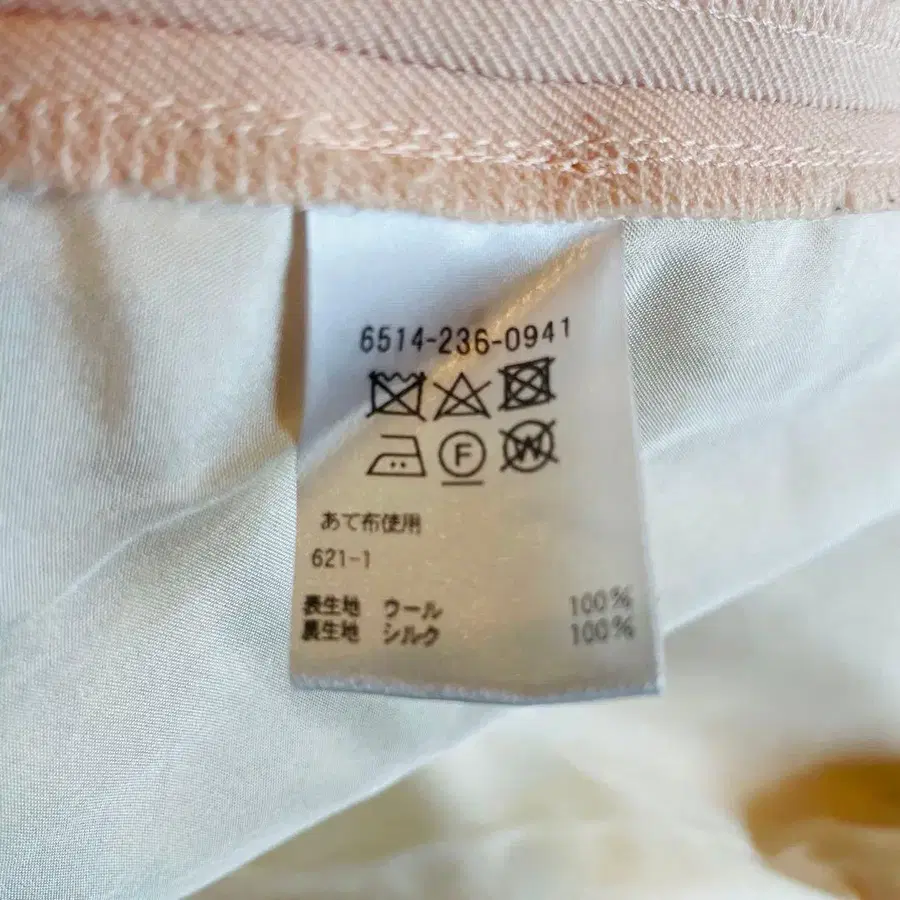 6514-236-0941
F W
あて布使用
621-1
表生地 ウール 100%
裏生地 シルク 100%